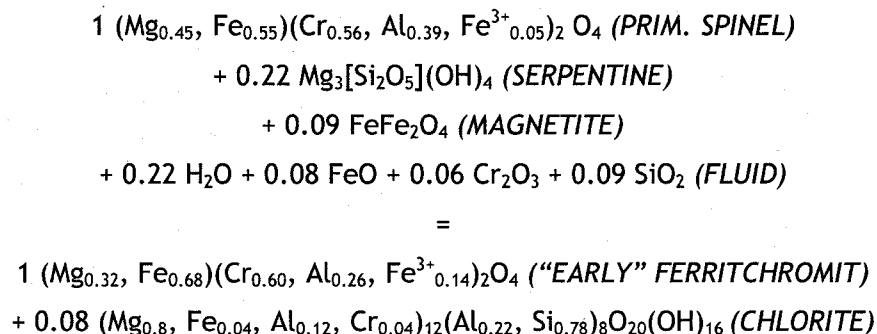 1 (Mg₀.₄₅, Fe₀.₅₅)(Cr₀.₅₆, Al₀.₃₉, Fe³⁺₀.₀₅)₂ O₄ (PRIM. SPINEL)
+ 0.22 Mg₃[Si₂O₅](OH)₄ (SERPENTINE)
+ 0.09 FeFe₂O₄ (MAGNETITE)
+ 0.22 H₂O + 0.08 FeO + 0.06 Cr₂O₃ + 0.09 SiO₂ (FLUID)
=
1 (Mg₀.₃₂, Fe₀.₆₈)(Cr₀.₆₀, Al₀.₂₆, Fe³⁺₀.₁₄)₂O₄ (“EARLY” FERRITCHROMIT)
+ 0.08 (Mg₀.₈, Fe₀.₀₄, Al₀.₁₂, Cr₀.₀₄)₁₂(Al₀.₂₂, Si₀.₇₈)₈O₂₀(OH)₁₆ (CHLORITE)